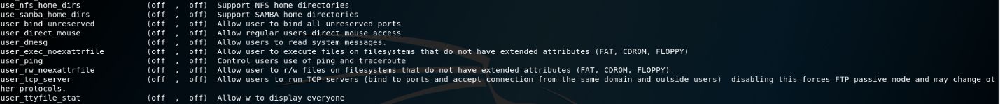 use_nfs_home_dirs              (off  ,  off)  Support NFS home directories
use_samba_home_dirs            (off  ,  off)  Support SAMBA home directories
user_bind_unreserved           (off  ,  off)  Allow user to bind all unreserved ports
user_direct_mouse              (off  ,  off)  Allow regular users direct mouse access
user_dmesg                     (off  ,  off)  Allow users to read system messages.
user_exec_noexattrfile         (off  ,  off)  Allow user to execute files on filesystems that do not have extended attributes (FAT, CDROM, FLOPPY)
user_ping                      (off  ,  off)  Control users use of ping and traceroute
user_rw_noexattrfile           (off  ,  off)  Allow user to r/w files on filesystems that do not have extended attributes (FAT, CDROM, FLOPPY)
user_tcp_server                (off  ,  off)  Allow users to run TCP servers (bind to ports and accept connection from the same domain and outside users)  disabling this forces FTP passive mode and may change ot
her protocols.
user_ttyfile_stat              (off  ,  off)  Allow w to display everyone